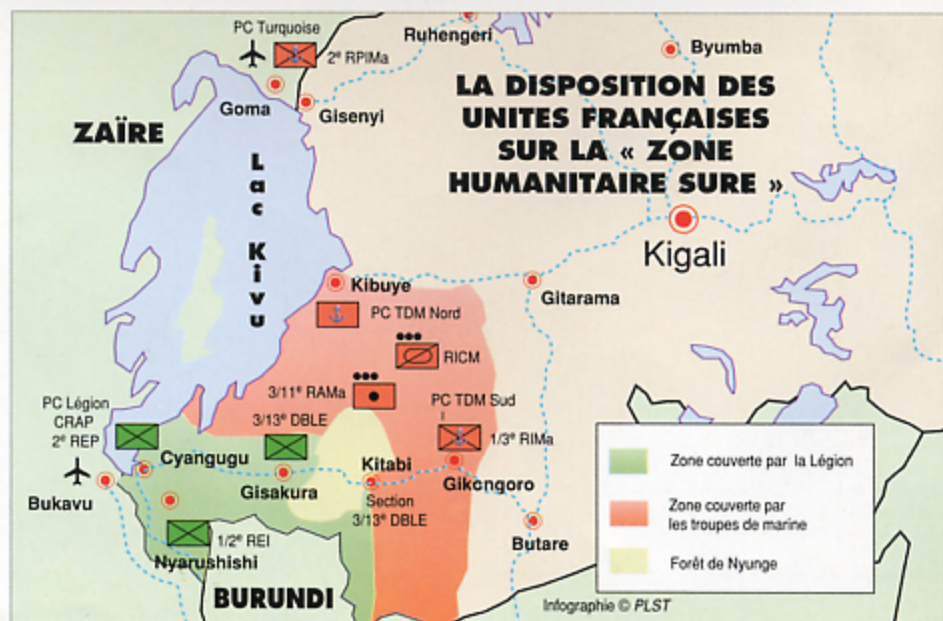 PC Turquoise
2e RPIMa
Goma
Gisenyi
Ruhengeri
Byumba
ZAÏRE
Lac Kivu
LA DISPOSITION DES
UNITES FRANÇAISES
SUR LA « ZONE
HUMANITAIRE SURE »
Kigali
Kibuye
Gitarama
PC TDM Nord
RICM
3/11e RAMa
PC Légion
CRAP
2e REP
3/13e DBLE
PC TDM Sud
1/3e RIMa
Cyangugu
Gisakura
Kitabi
Gikongoro
Bukavu
Section
3/13e DBLE
1/2e REI
Nyarushishi
Butare
BURUNDI
Zone couverte par la Légion
Zone couverte par
les troupes de marine
Forêt de Nyunge
Infographie © PLST